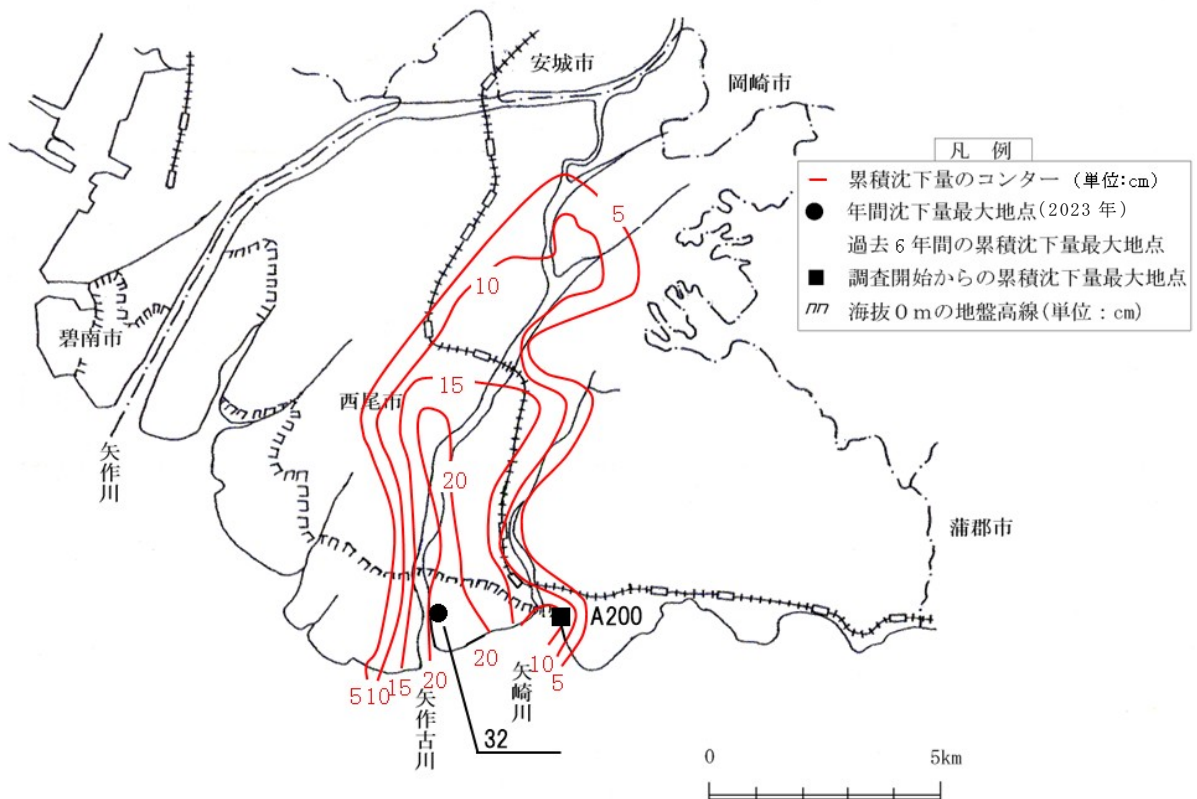 安城市
岡崎市
凡 例
累積沈下量のコンター (単位:cm)
年間沈下量最大地点(2023 年)
過去6年間の累積沈下量最大地点
調査開始からの累積沈下量最大地点
海抜0mの地盤高線(単位:cm)
5
10
碧南市
西尾市
15
矢作川
20
蒲郡市
A200
20
10
5
5
10
15
20
矢作古川
矢崎川
32
0
5km